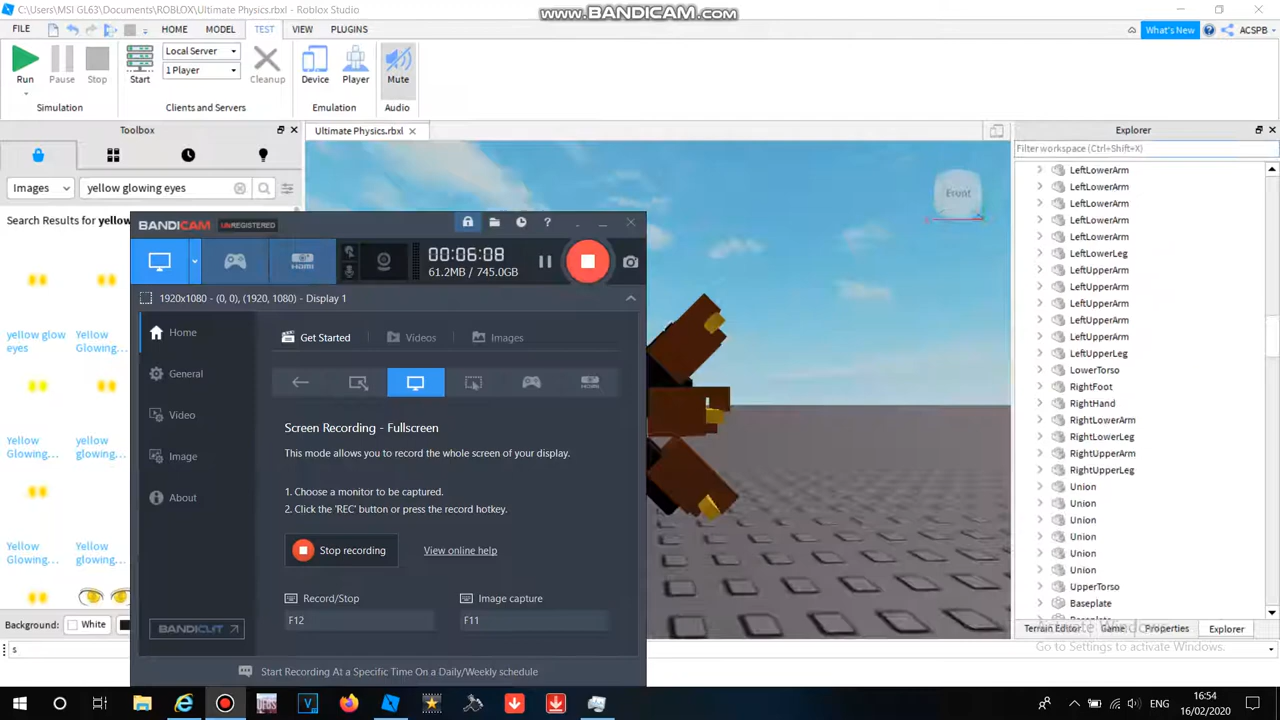 C:\Users\MSI GL63\Documents\ROBLOX\Ultimate Physics.rbxl - Roblox Studio
www.BANDICAM.com
FILE
HOME
MODEL
TEST
VIEW
PLUGINS
What's New
ACSPB
Run
Pause
Stop
Start
Local Server
1 Player
Cleanup
Device
Player
Mute
Simulation
Clients and Servers
Emulation
Audio
Toolbox
Images
yellow glowing eyes
Search Results for yellow
yellow glow eyes
Yellow Glowing...
Yellow Glowing...
yellow glowing...
Yellow Glowing...
Yellow glowing...
Background:
White
s
Ultimate Physics.rbxl
Front
BANDICAM
UNREGISTERED
00:06:08
61.2MB / 745.0GB
1920x1080 - (0, 0), (1920, 1080) - Display 1
Home
General
Video
Image
About
BANDICUT
Get Started
Videos
Images
HDMI
HDMI
Screen Recording - Fullscreen
This mode allows you to record the whole screen of your display.
1. Choose a monitor to be captured.
2. Click the 'REC' button or press the record hotkey.
Stop recording
View online help
Record/Stop
F12
Image capture
F11
Start Recording At a Specific Time On a Daily/Weekly schedule
Explorer
Filter workspace (Ctrl+Shift+X)
LeftLowerArm
LeftLowerArm
LeftLowerArm
LeftLowerArm
LeftLowerArm
LeftLowerLeg
LeftUpperArm
LeftUpperArm
LeftUpperArm
LeftUpperArm
LeftUpperArm
LeftUpperLeg
LowerTorso
RightFoot
RightHand
RightLowerArm
RightLowerLeg
RightUpperArm
RightUpperLeg
Union
Union
Union
Union
Union
Union
UpperTorso
Baseplate
Terrain Editor
Game
Properties
Explorer
Activate Windows
Go to Settings to activate Windows.
ENG
16:54
16/02/2020